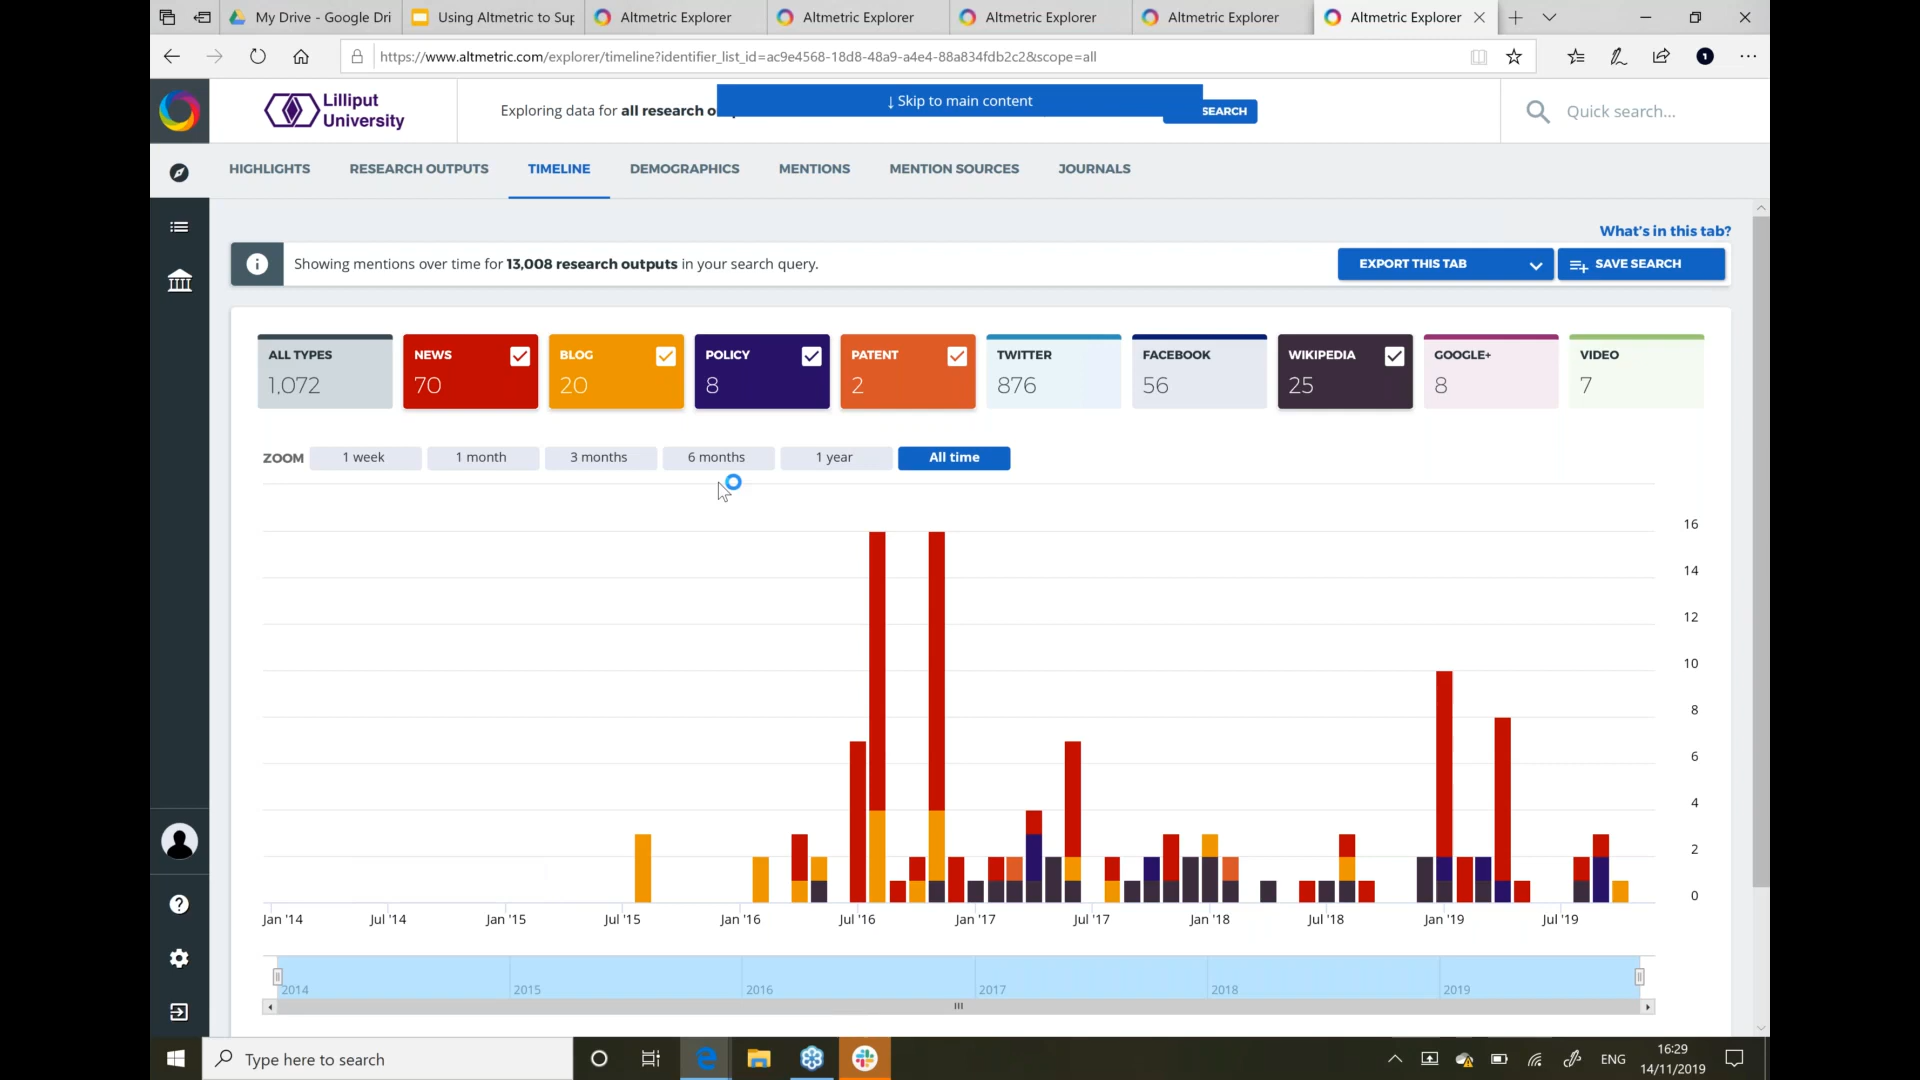 My Drive - Google Dri
Using Altmetric to Sup
Altmetric Explorer
Altmetric Explorer
Altmetric Explorer
Altmetric Explorer
Altmetric Explorer
https://www.altmetric.com/explorer/timeline?identifier_list_id=ac9e4568-18d8-48a9-a4e4-88a834fdb2c2&scope=all
1
Lilliput
University
Exploring data for all research o
↓ Skip to main content
SEARCH
Quick search...
HIGHLIGHTS
RESEARCH OUTPUTS
TIMELINE
DEMOGRAPHICS
MENTIONS
MENTION SOURCES
JOURNALS
What's in this tab?
Showing mentions over time for 13,008 research outputs in your search query.
EXPORT THIS TAB
SAVE SEARCH
ALL TYPES
1,072
NEWS
70
BLOG
20
POLICY
8
PATENT
2
TWITTER
876
FACEBOOK
56
WIKIPEDIA
25
GOOGLE+
8
VIDEO
7
ZOOM
1 week
1 month
3 months
6 months
1 year
All time
16
14
12
10
8
6
4
2
0
Jan '14
Jul '14
Jan '15
Jul '15
Jan '16
Jul '16
Jan '17
Jul '17
Jan '18
Jul '18
Jan '19
Jul '19
2014
2015
2016
2017
2018
2019
Type here to search
ENG
16:29
14/11/2019